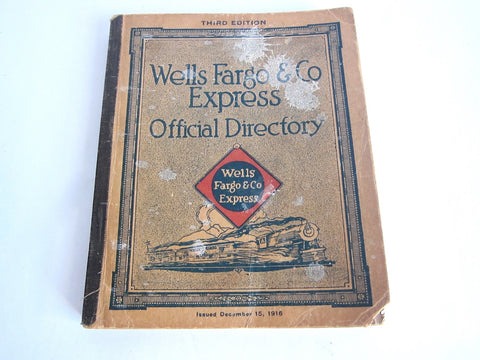 THIRD EDITION
Wells Fargo & Co
Express
Official Directory
Wells
Fargo & Co
Express
Issued December 15, 1916